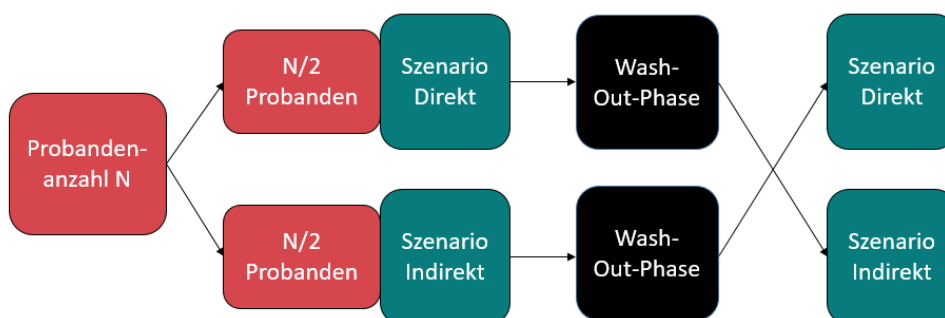 Probanden-
anzahl N
N/2
Probanden
Szenario
Direkt
Wash-
Out-Phase
Szenario
Direkt
N/2
Probanden
Szenario
Indirekt
Wash-
Out-Phase
Szenario
Indirekt